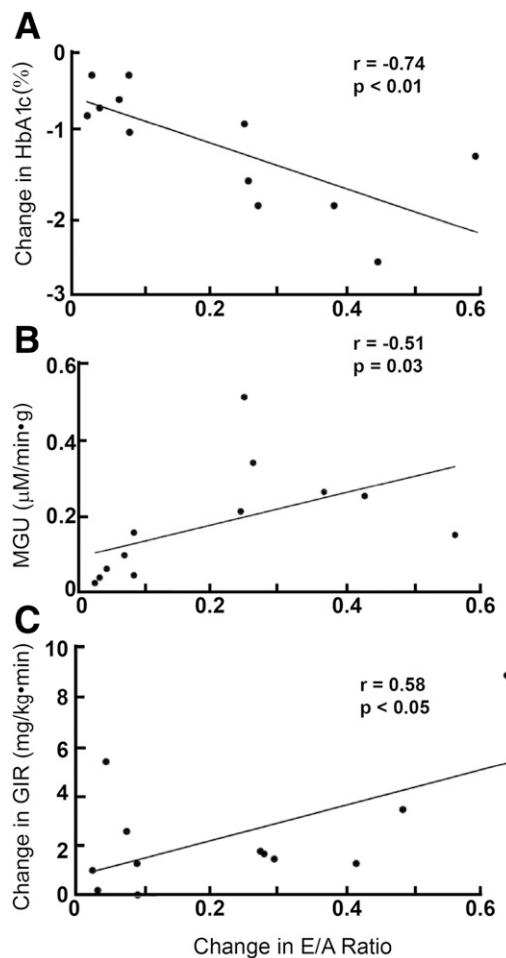 A
0
-1
-2
-3
Change in HbA1c(%)
r = -0.74
p < 0.01
0 0.2 0.4 0.6
B
0.6
0.4
0.2
0
MGU (μM/min•g)
r = -0.51
p = 0.03
0 0.2 0.4 0.6
C
10
8
6
4
2
0
Change in GIR (mg/kg•min)
r = 0.58
p < 0.05
0 0.2 0.4 0.6
Change in E/A Ratio